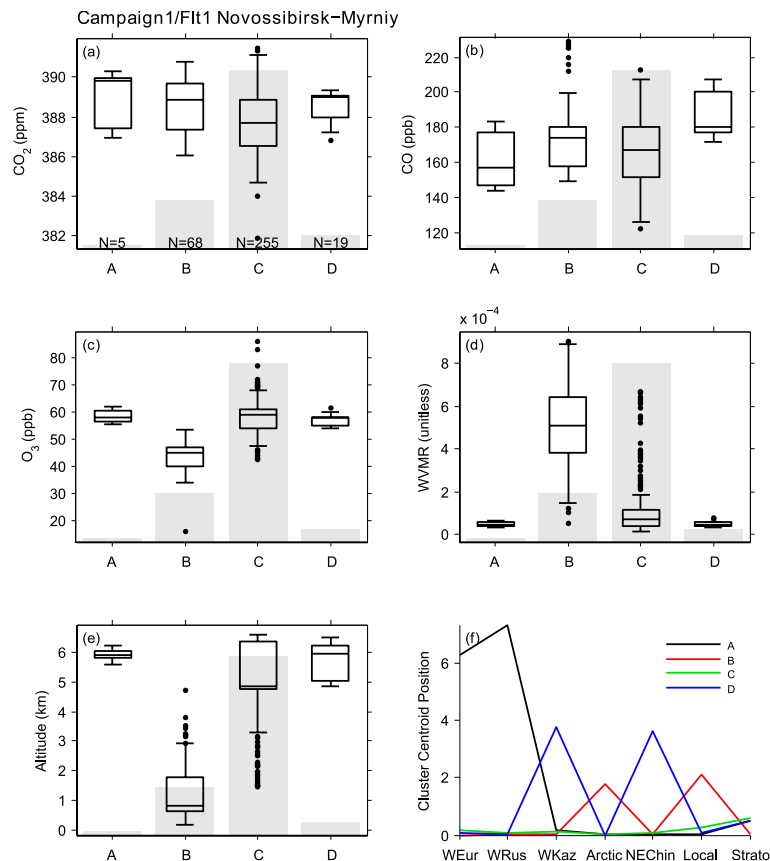 Campaign1/Flt1 Novossibirsk−Myrniy
(a)
CO2 (ppm)
390
388
386
384
382
N=5 N=68 N=255 N=19
A B C D
(b)
CO (ppb)
220
200
180
160
140
120
A B C D
(c)
O3 (ppb)
80
70
60
50
40
30
20
A B C D
x 10−4
(d)
WVMR (unitless)
8
6
4
2
0
A B C D
(e)
Altitude (km)
6
5
4
3
2
1
0
A B C D
(f)
Cluster Centroid Position
6
4
2
0
A
B
C
D
WEur WRus WKaz Arctic NEChin Local Strato